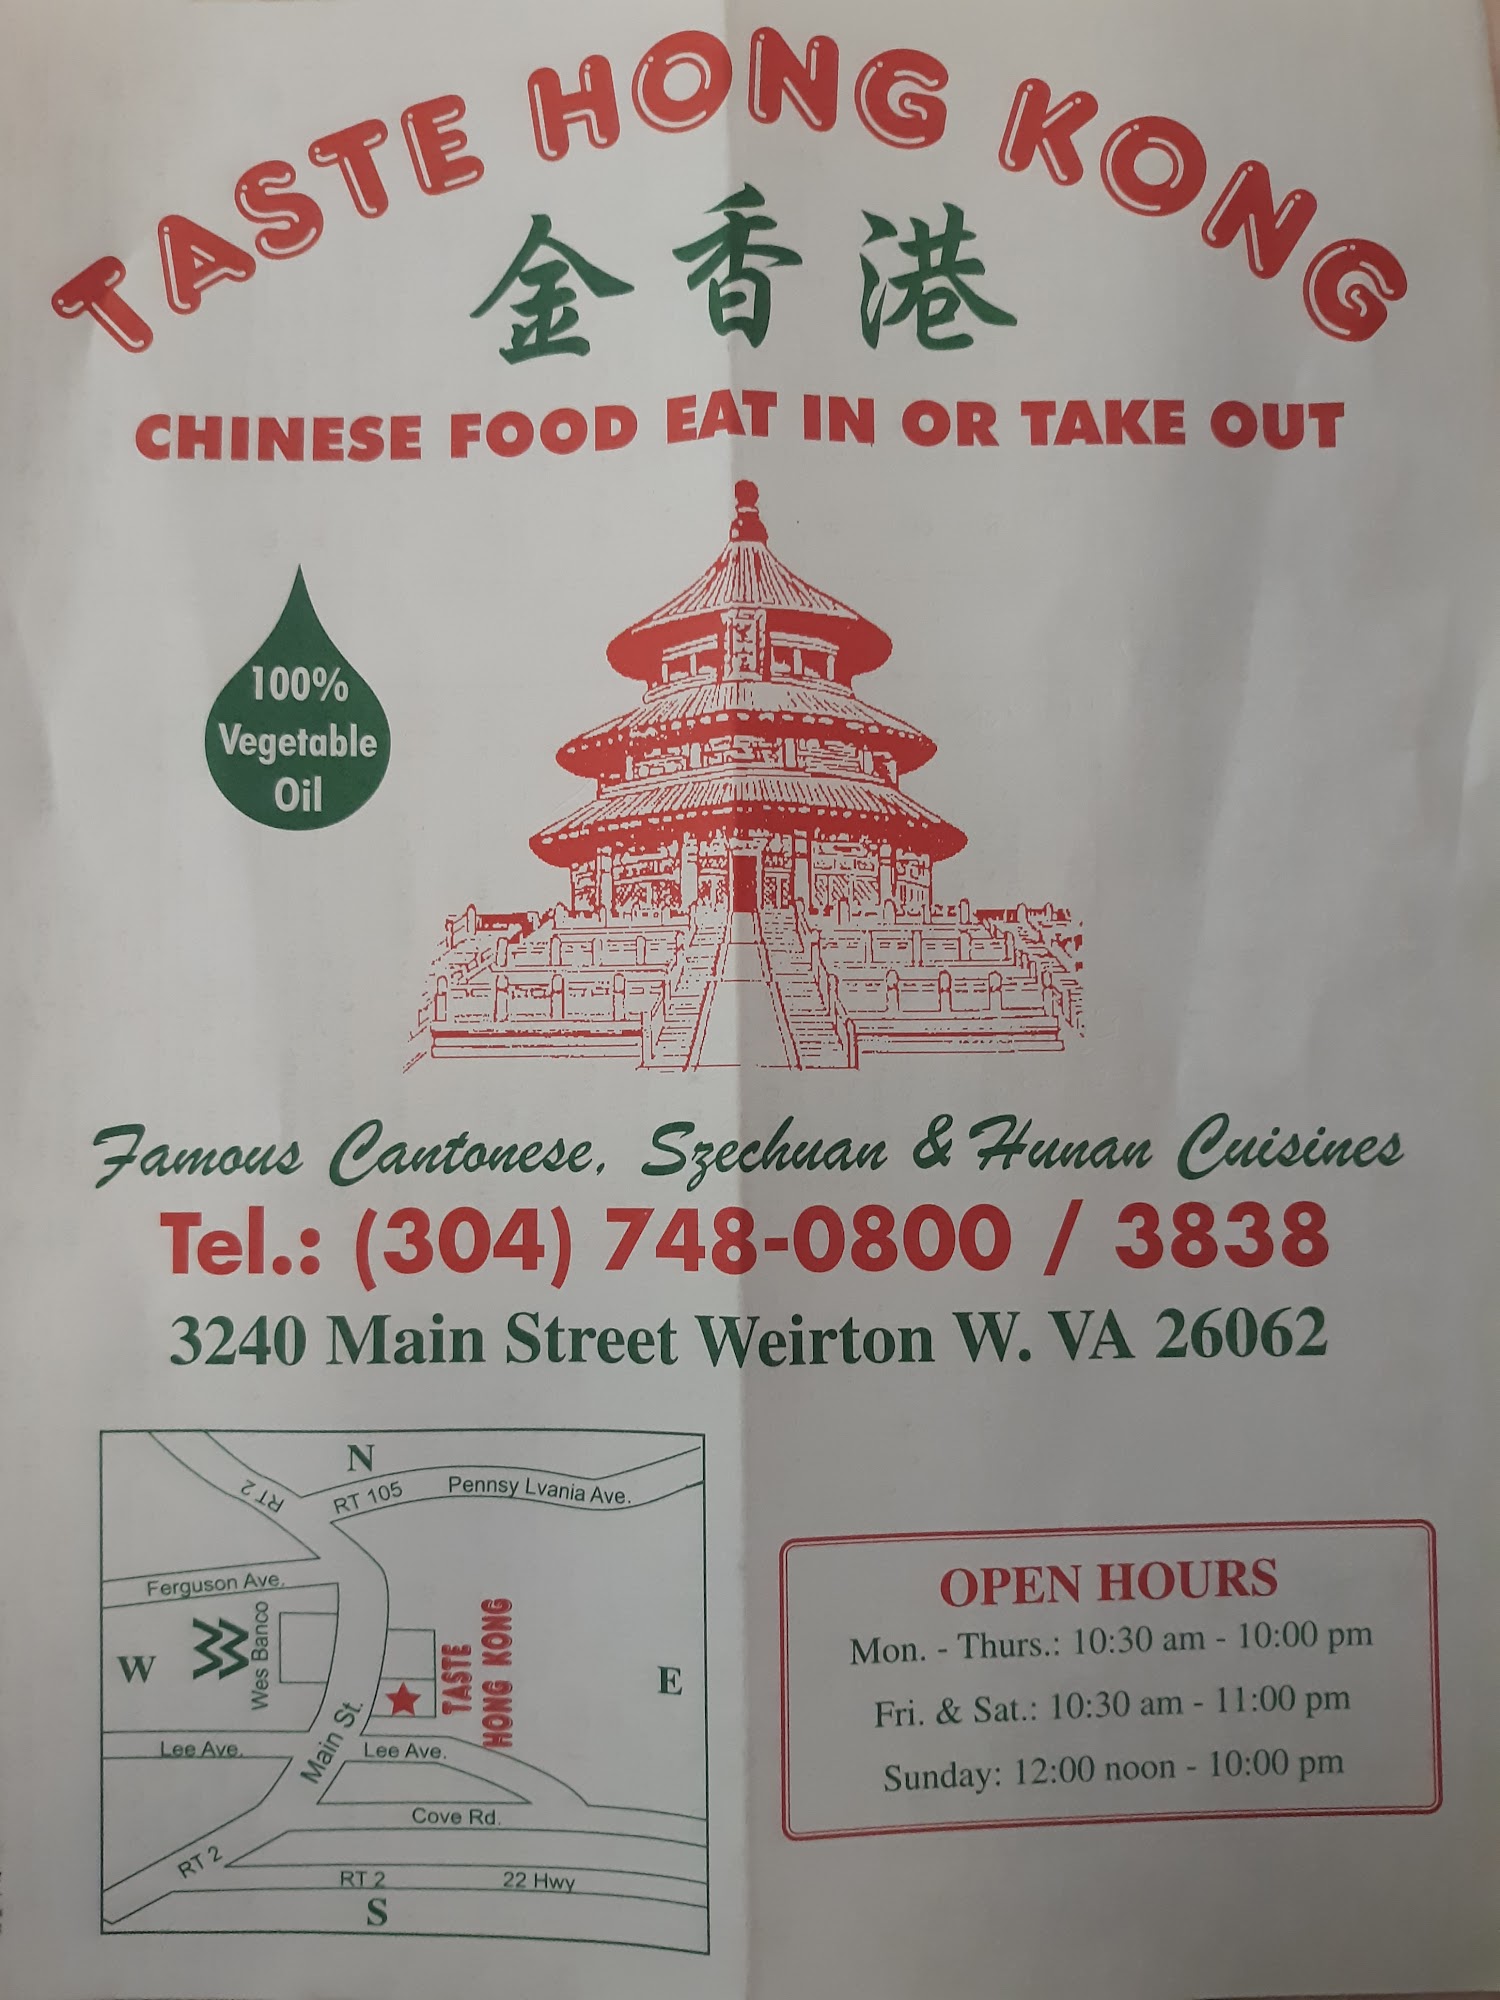 TASTE HONG KONG
金香港
CHINESE FOOD EAT IN OR TAKE OUT
100%
Vegetable
Oil
Famous Cantonese, Szechuan & Hunan Cuisines
Tel.: (304) 748-0800 / 3838
3240 Main Street Weirton W. VA 26062
N
RT 2
RT 105
Pennsy Lvania Ave.
Ferguson Ave.
W
Wes Banco
TASTE
HONG KONG
E
Main St.
Lee Ave.
Lee Ave.
Cove Rd.
RT 2
RT 2
22 Hwy
S
OPEN HOURS
Mon. - Thurs.: 10:30 am - 10:00 pm
Fri. & Sat.: 10:30 am - 11:00 pm
Sunday: 12:00 noon - 10:00 pm